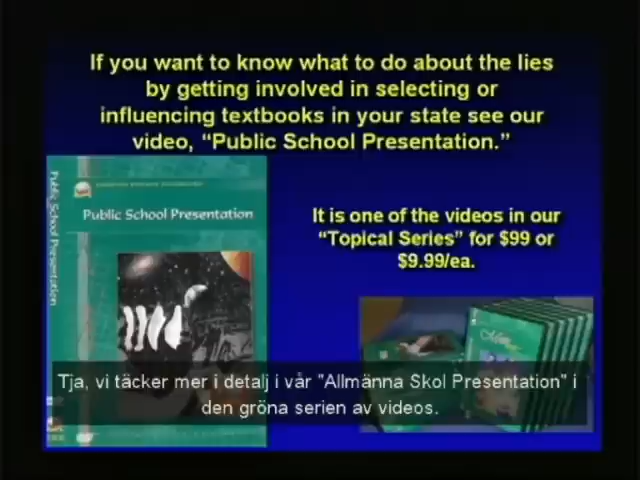 If you want to know what to do about the lies
by getting involved in selecting or
influencing textbooks in your state see our
video, “Public School Presentation.”
Public School Presentation
Public School Presentation
It is one of the videos in our
“Topical Series” for $99 or
$9.99/ea.
Tja, vi täcker mer i detalj i vår "Allmänna Skol Presentation" i
den gröna serien av videos.